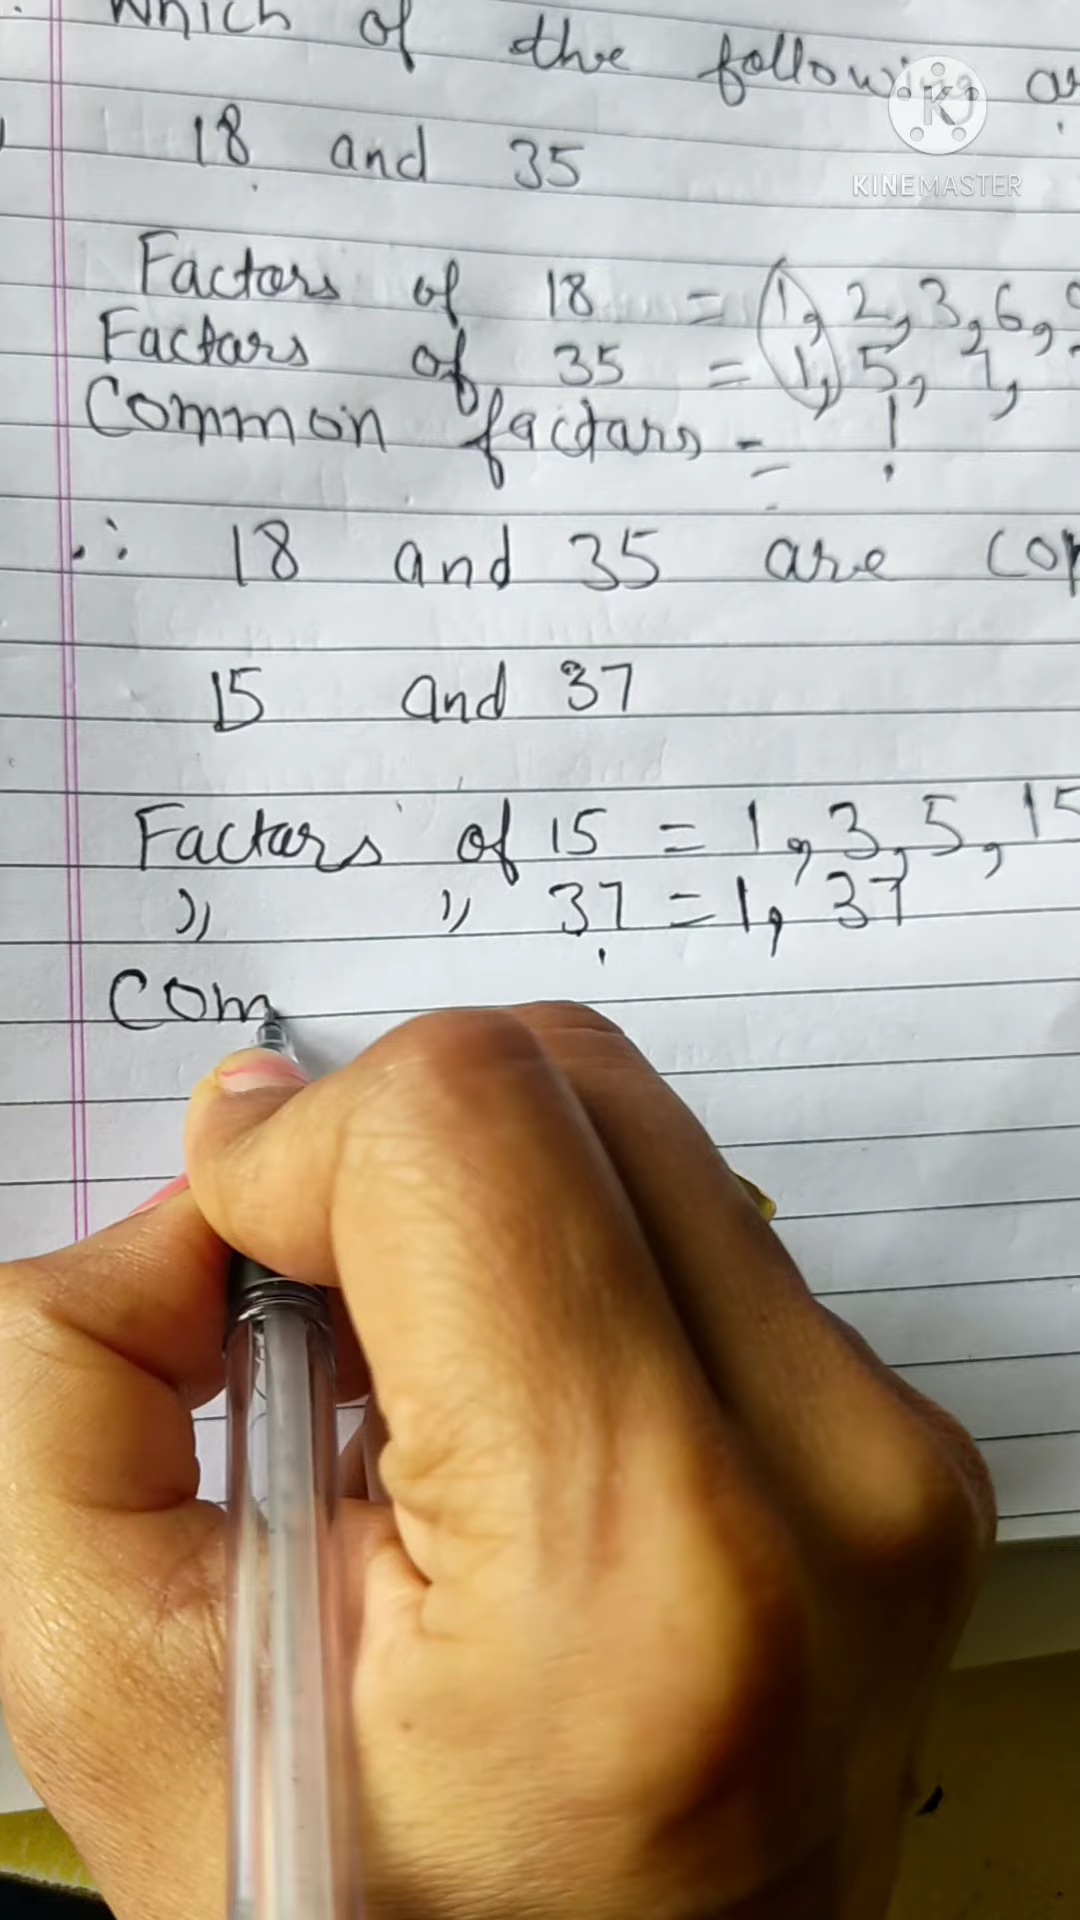 Which of the following
18 and 35
KINEMASTER
Factors of 18 = 1, 2, 3, 6,
Factors of 35 = 1, 5, 7,
Common factors = 1
∴ 18 and 35 are
15 and 37
Factors of 15 = 1, 3, 5, 15
,, ,, 37 = 1, 37
Com